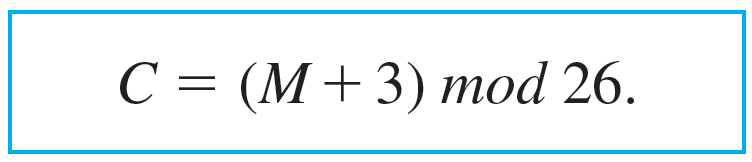 C = (M + 3) mod 26.